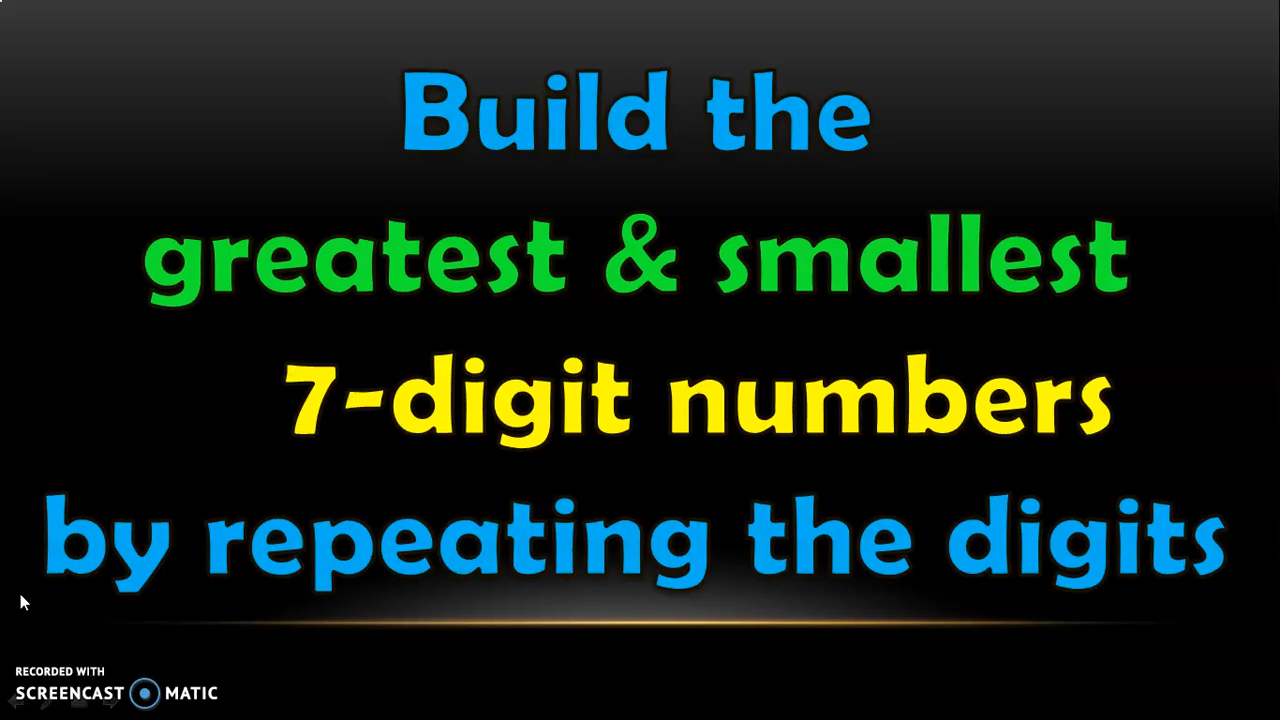 Build the
greatest & smallest
7-digit numbers
by repeating the digits
RECORDED WITH
SCREENCAST MATIC